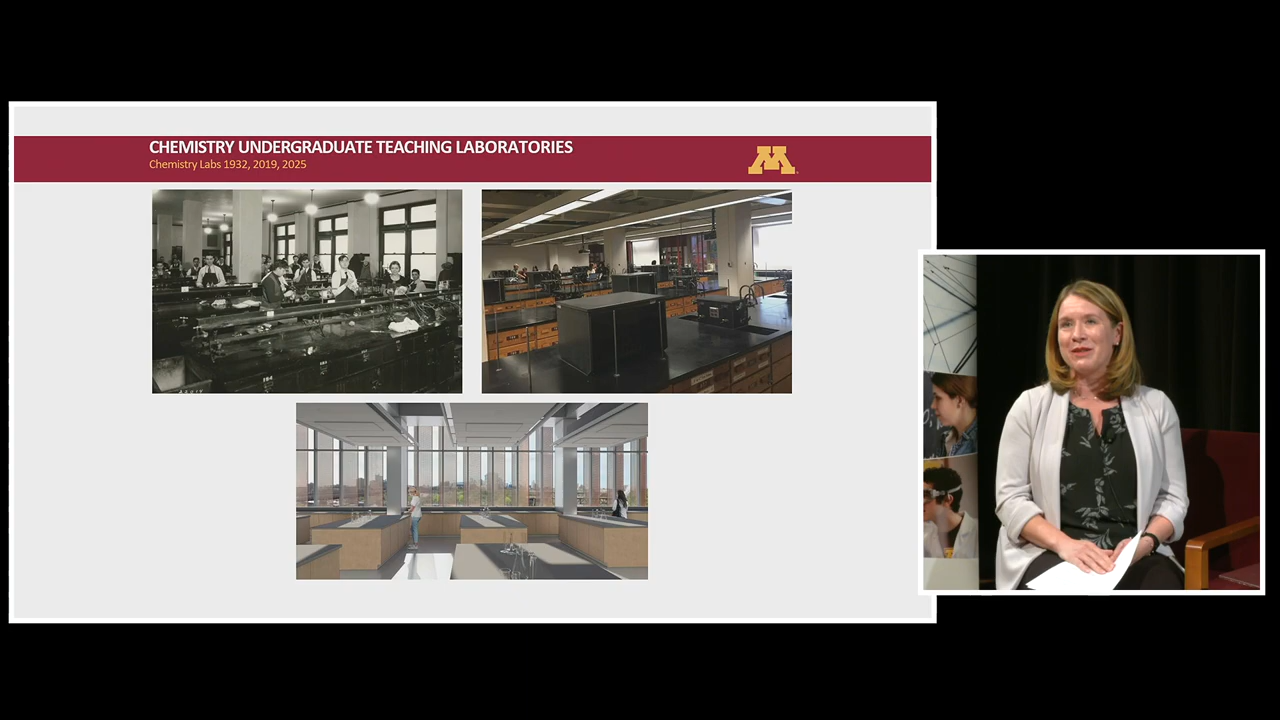 CHEMISTRY UNDERGRADUATE TEACHING LABORATORIES
Chemistry Labs 1932, 2019, 2025
M